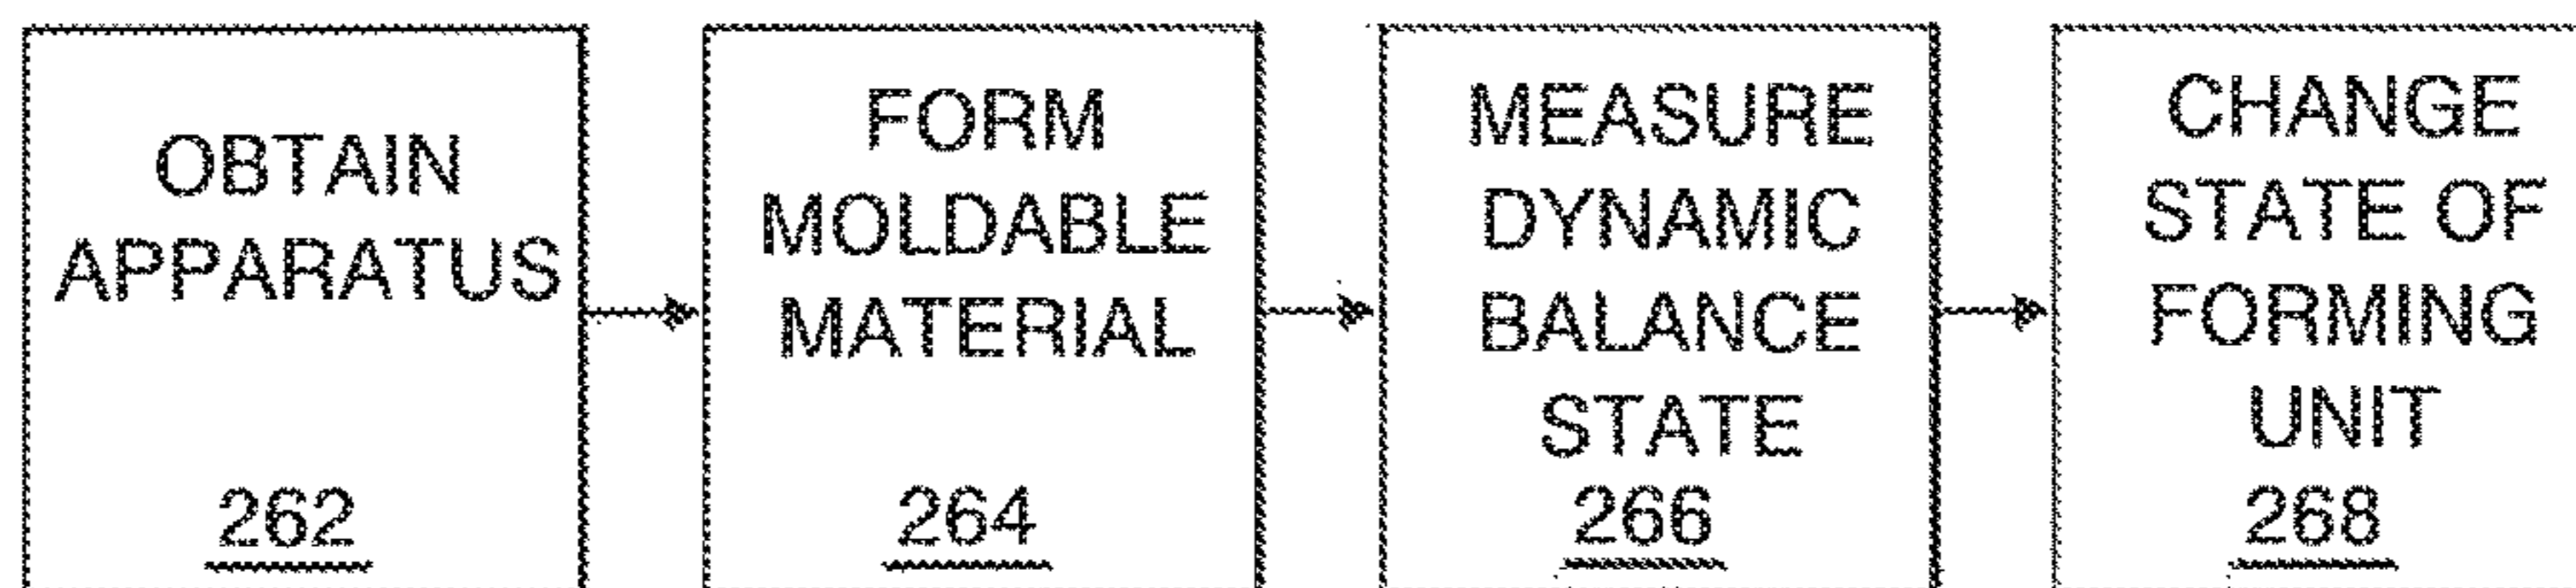 OBTAIN
APPARATUS
262
FORM
MOLDABLE
MATERIAL
264
MEASURE
DYNAMIC
BALANCE
STATE
266
CHANGE
STATE OF
FORMING
UNIT
268